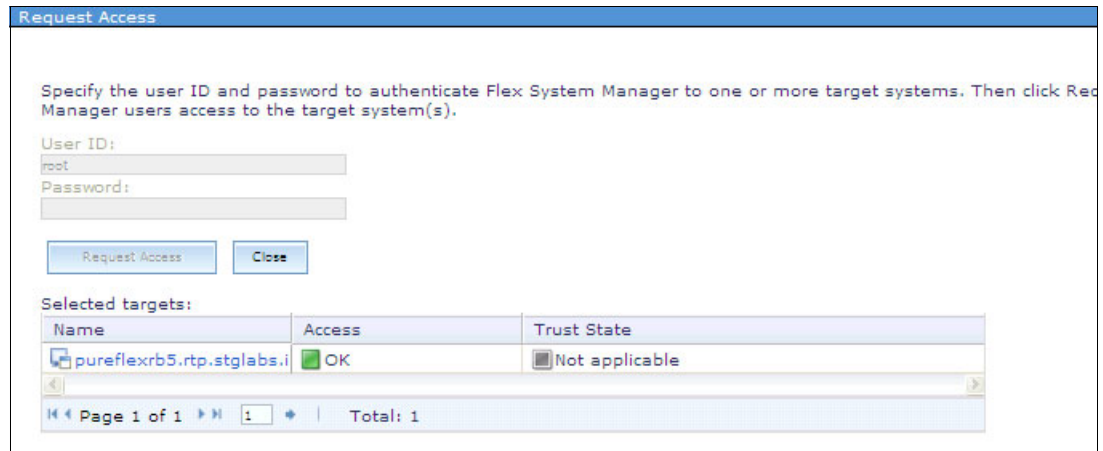 Request Access
Specify the user ID and password to authenticate Flex System Manager to one or more target systems. Then click Rec
Manager users access to the target system(s).
User ID:
root
Password:
Request Access Close
Selected targets:
Name Access Trust State
pureflexrb5.rtp.stglabs.i OK Not applicable
Page 1 of 1 1 Total: 1